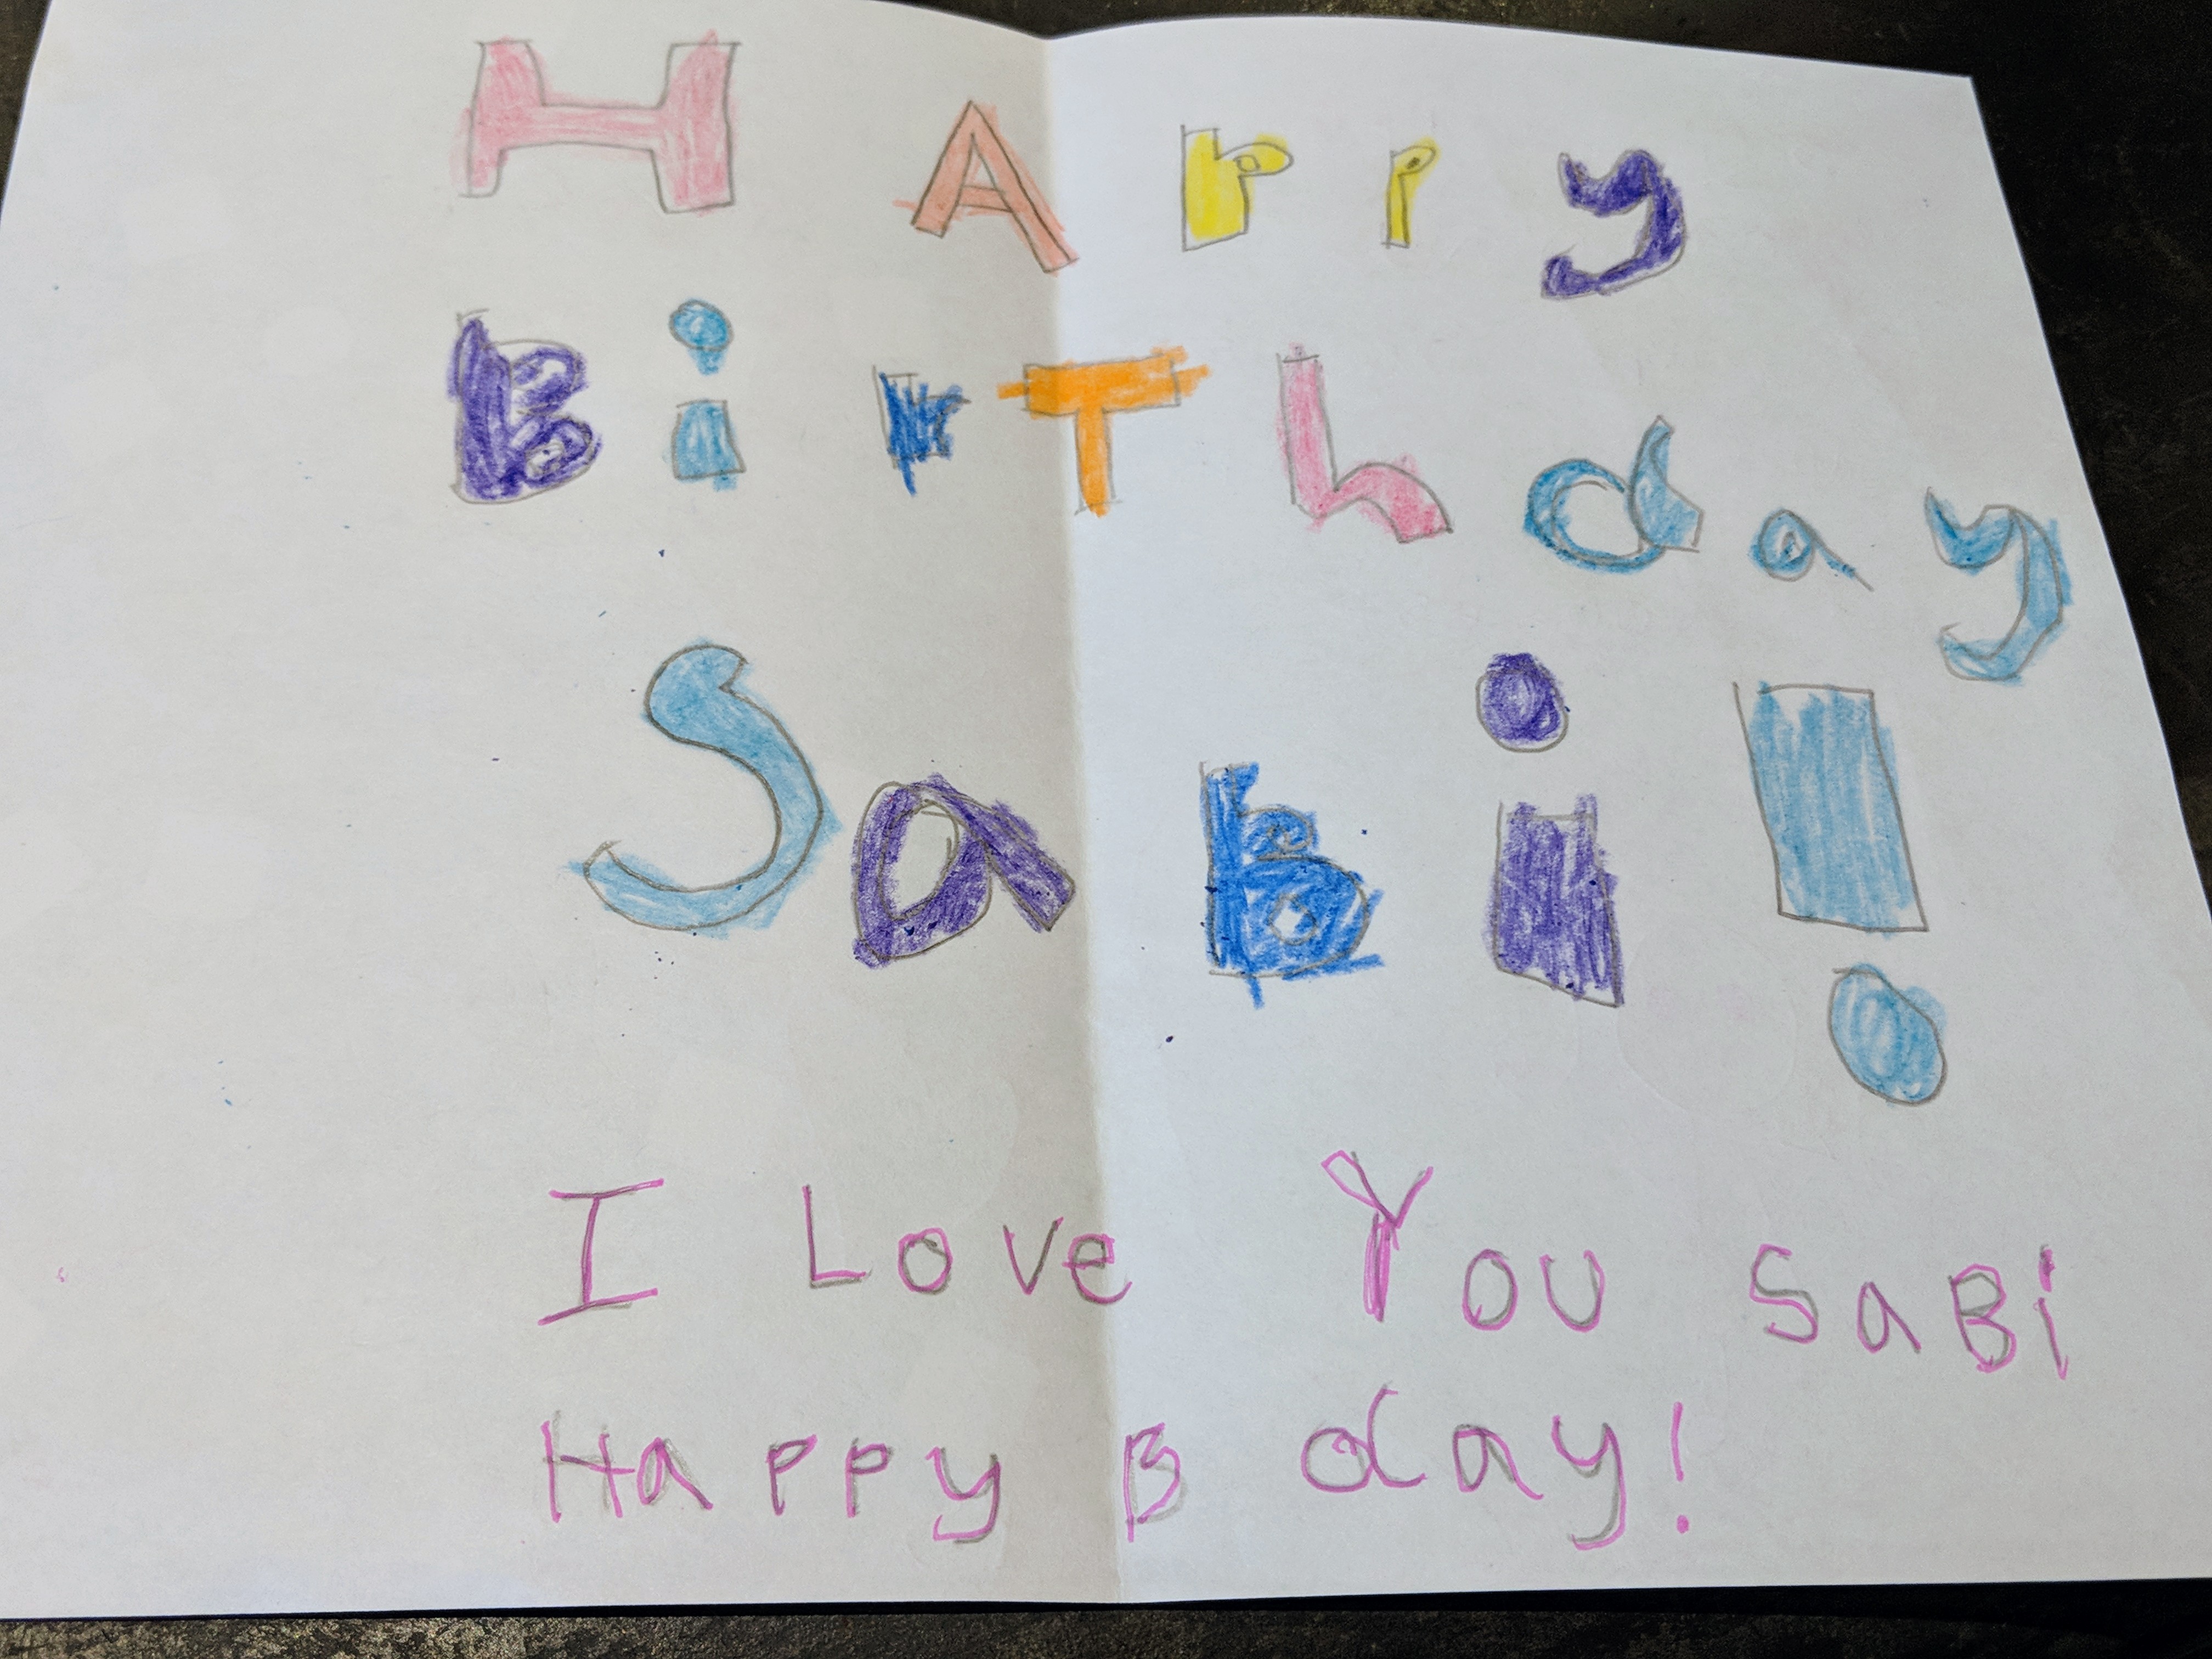 HAppy
BirThday
Sabi!
I Love You SaBi
Happy B day!